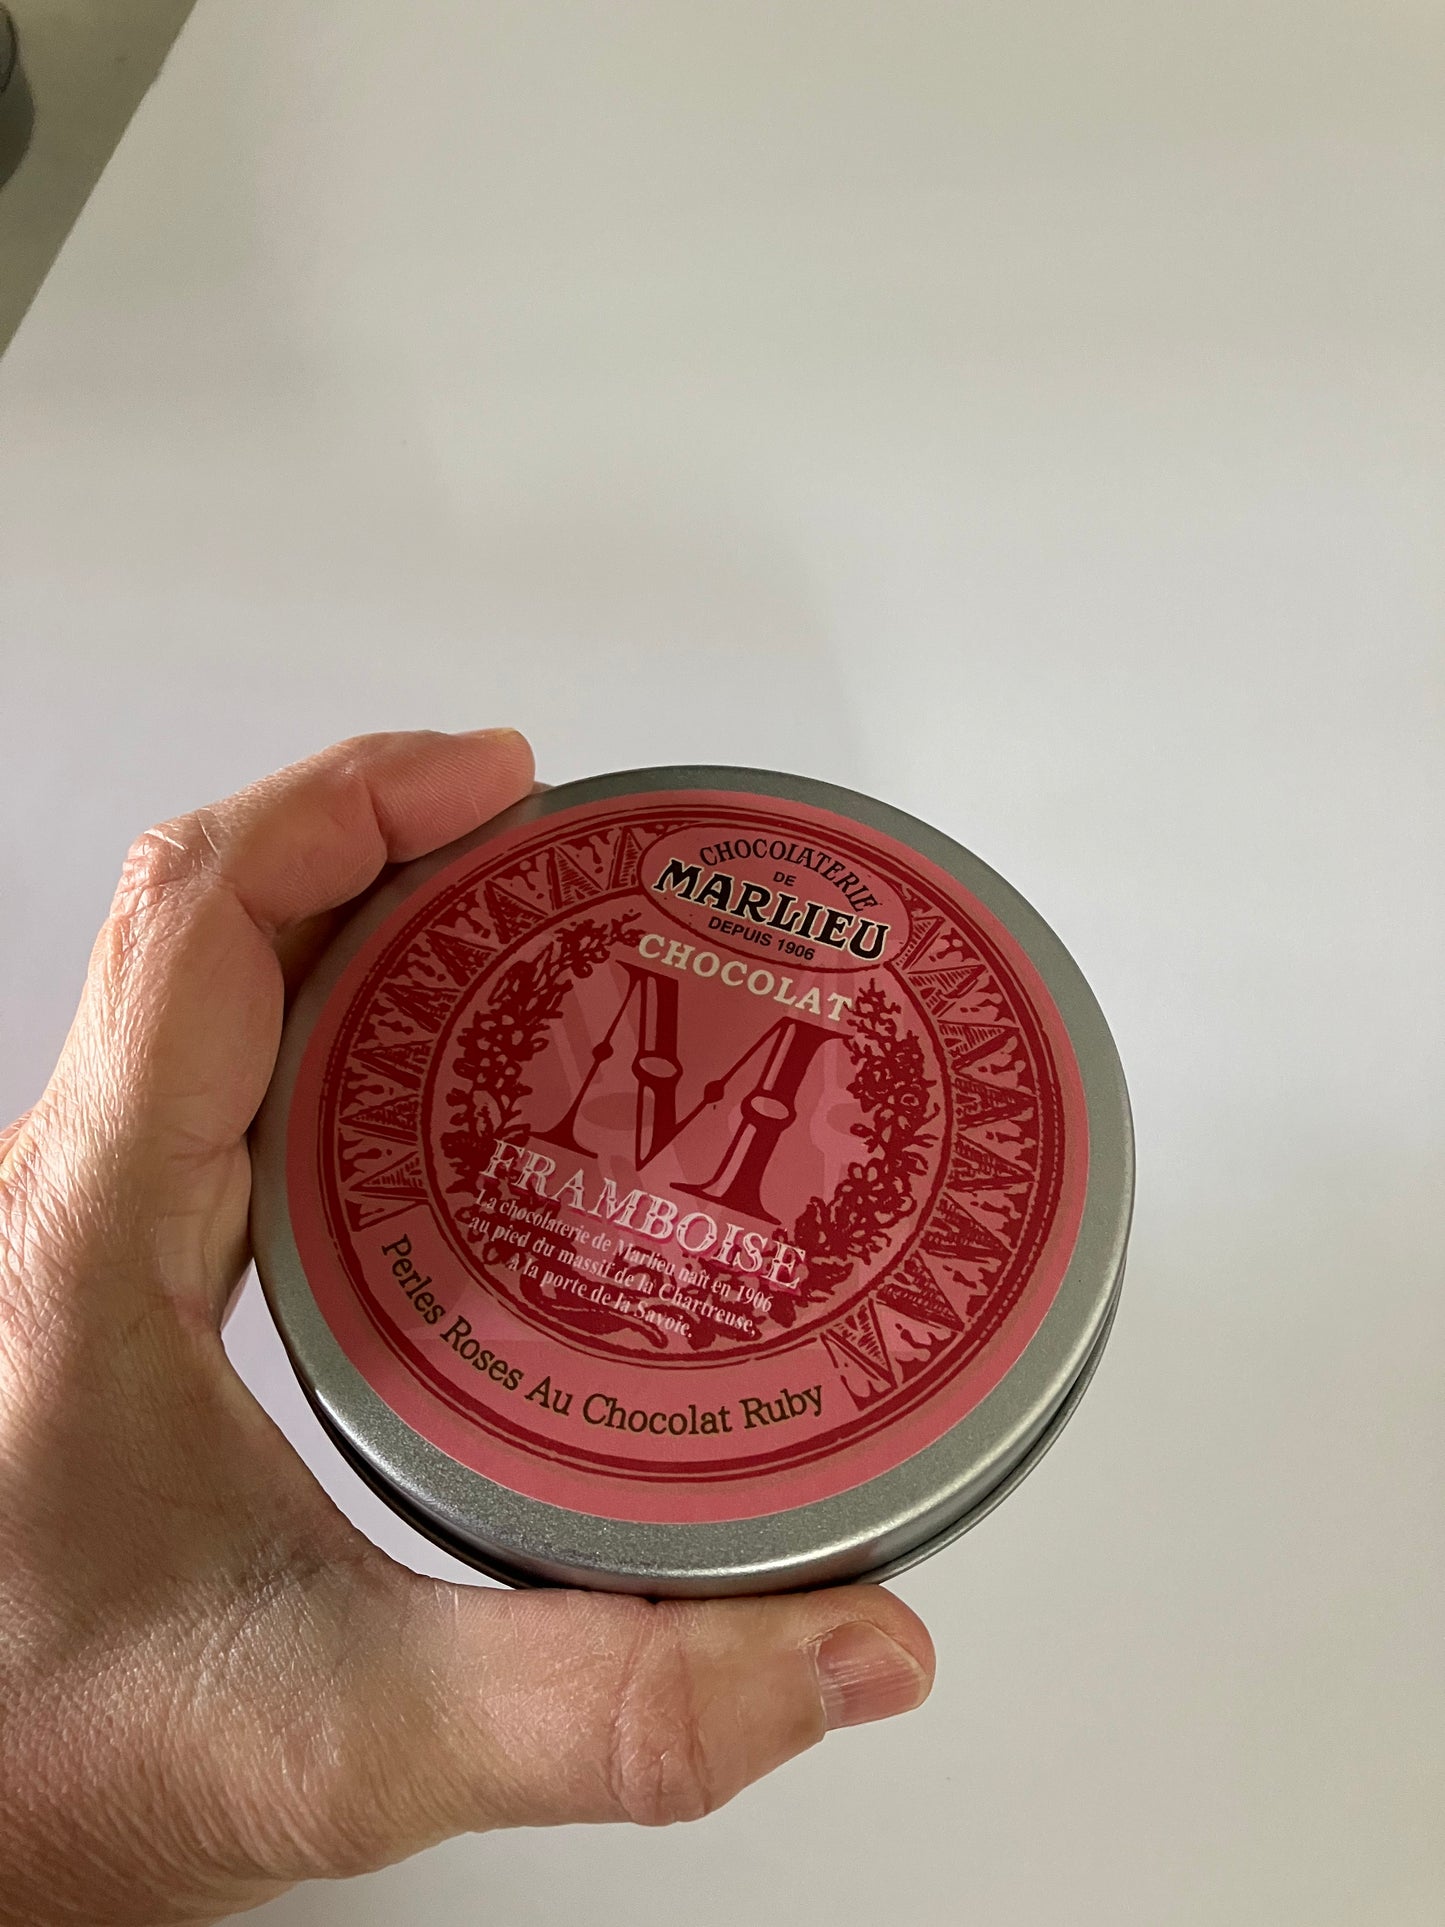 CHOCOLATERIE
DE
MARLIEU
DEPUIS 1906
CHOCOLAT
M
FRAMBOISE
La chocolaterie de Marlieu naît en 1906
au pied du massif de la Chartreuse,
à la porte de la Savoie.
Perles Roses Au Chocolat Ruby